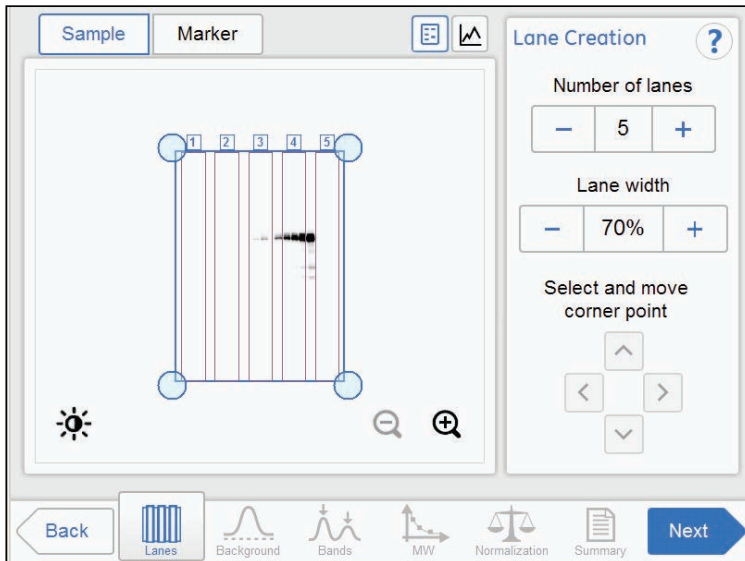 Sample
Marker
Lane Creation
?
Number of lanes
− 5 +
Lane width
− 70% +
Select and move
corner point
1 2 3 4 5
Back
Lanes
Background
Bands
MW
Normalization
Summary
Next